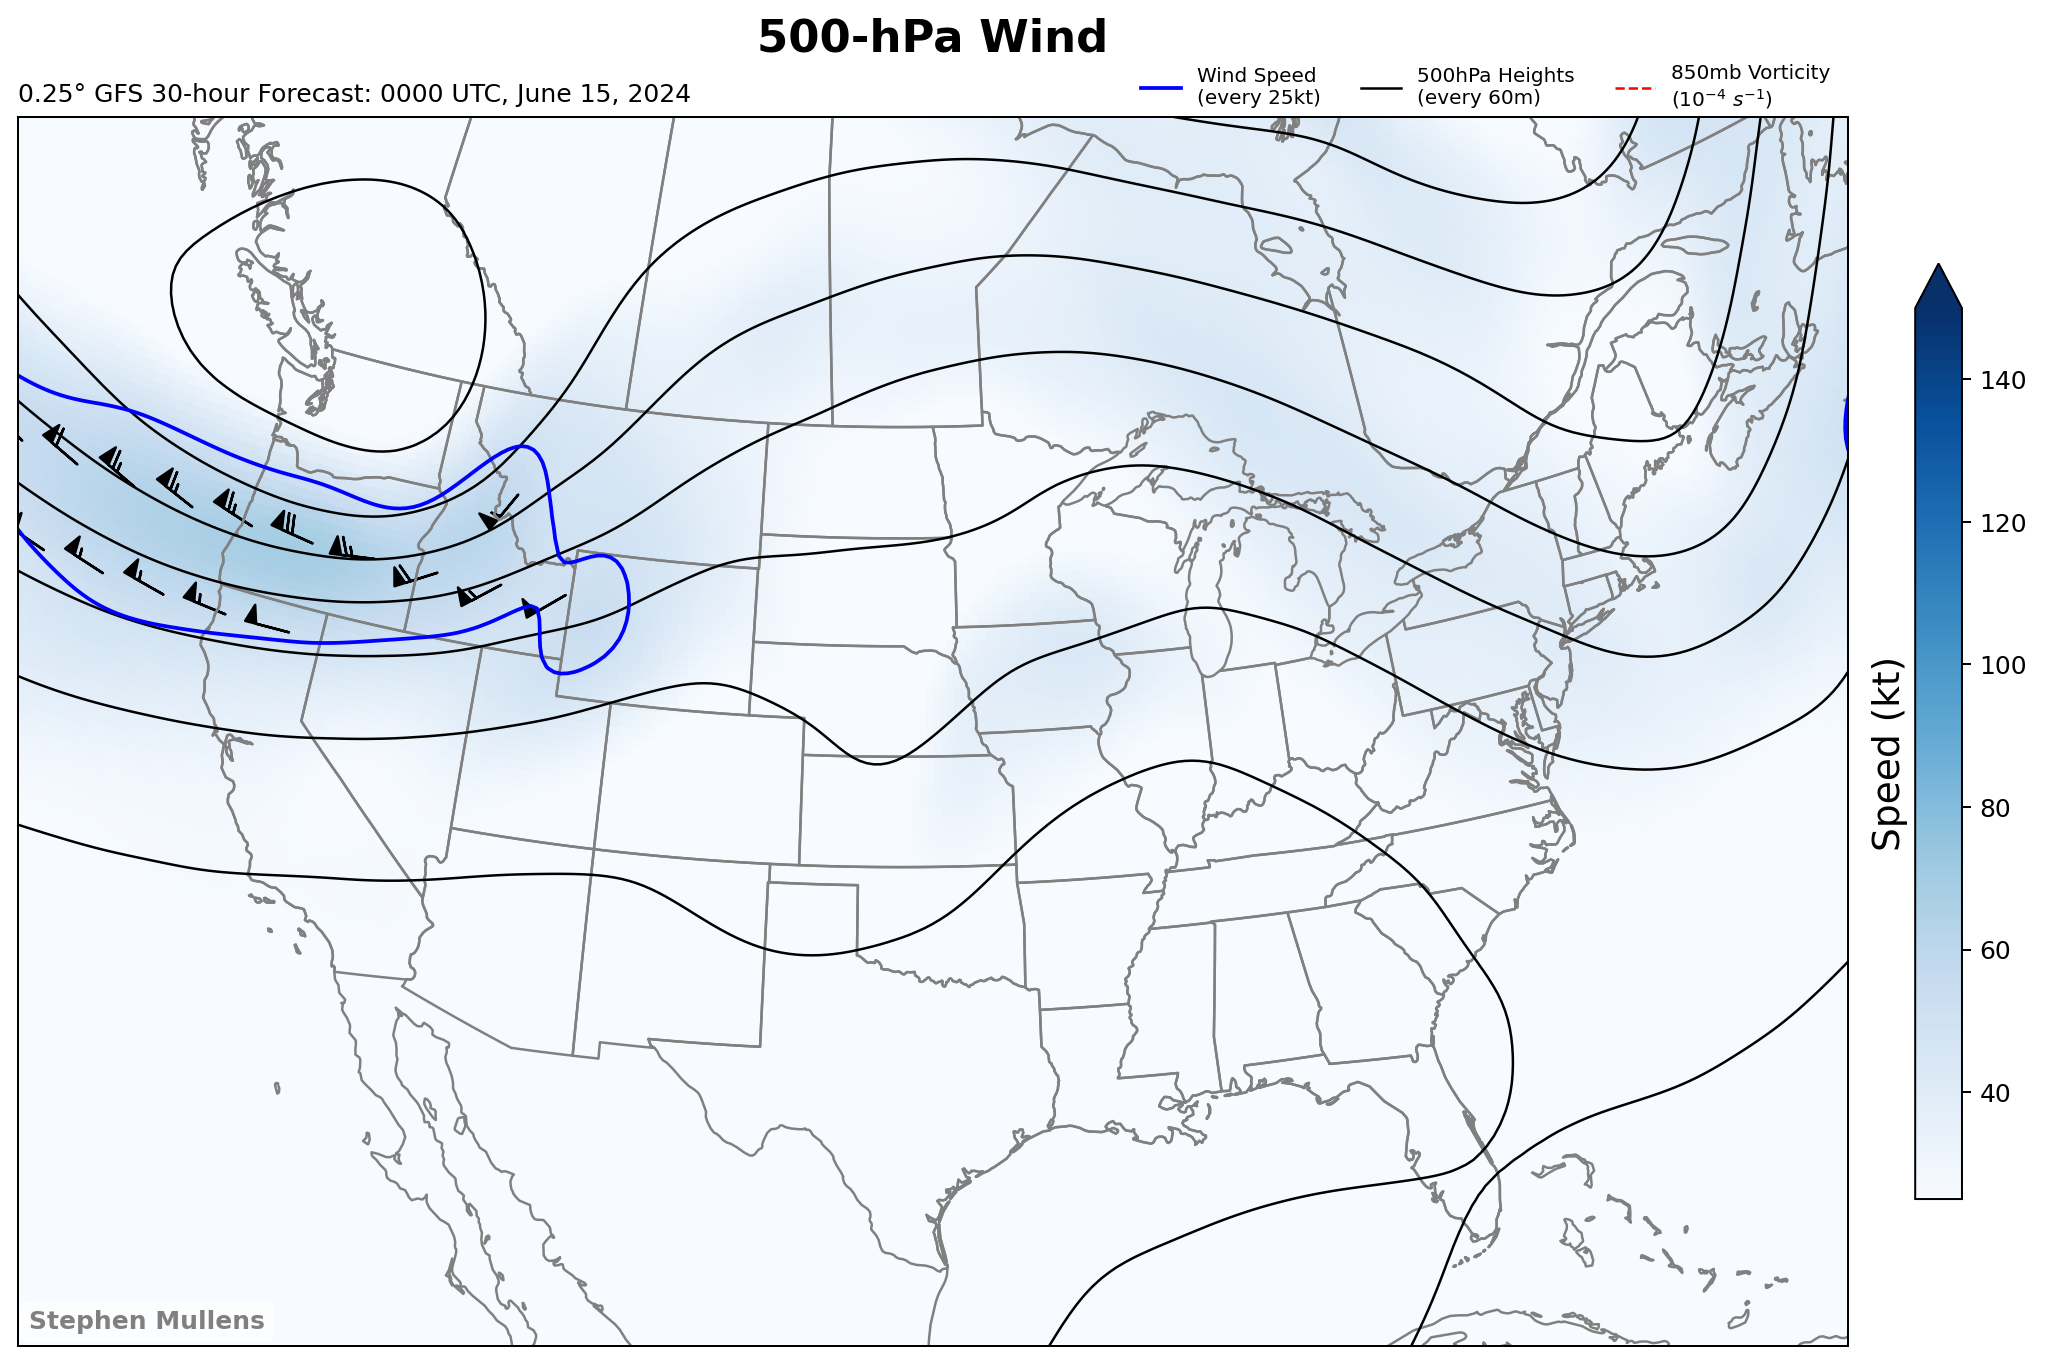 500-hPa Wind
0.25° GFS 30-hour Forecast: 0000 UTC, June 15, 2024
Wind Speed
(every 25kt)
500hPa Heights
(every 60m)
850mb Vorticity
(10⁻⁴ s⁻¹)
140
120
100
80
60
40
Speed (kt)
Stephen Mullens